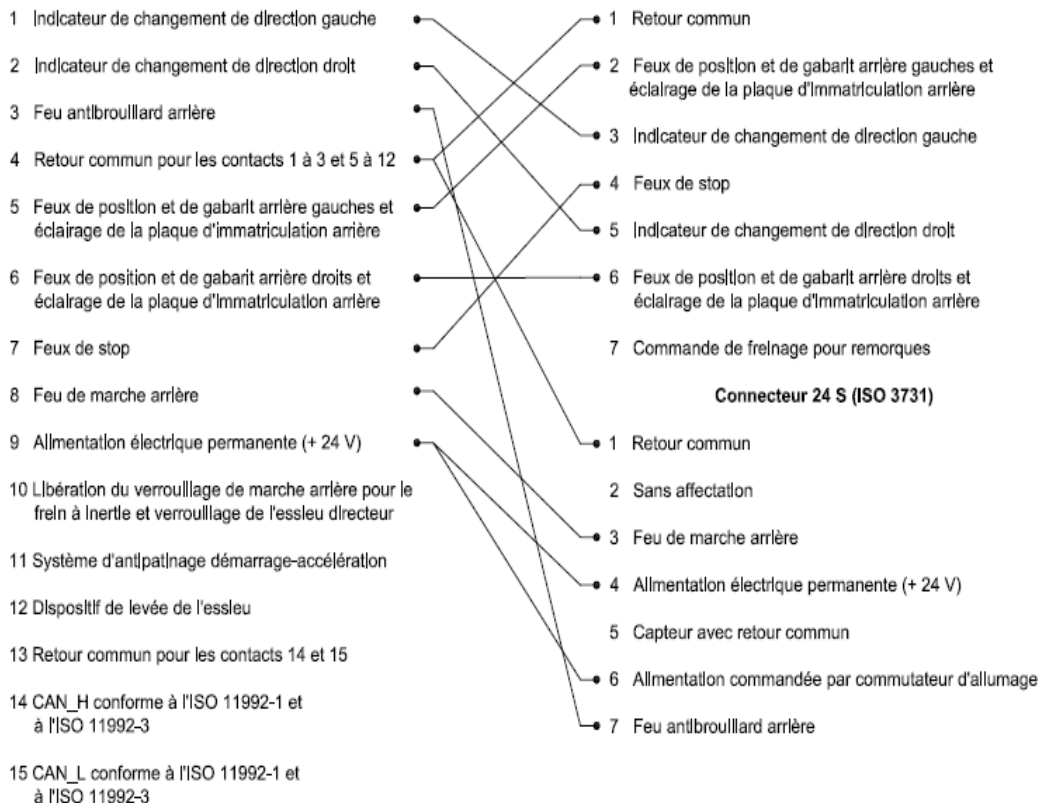 1 Indicateur de changement de direction gauche
2 Indicateur de changement de direction droit
3 Feu antibrouillard arrière
4 Retour commun pour les contacts 1 à 3 et 5 à 12
5 Feux de position et de gabarit arrière gauches et
éclairage de la plaque d'immatriculation arrière
6 Feux de position et de gabarit arrière droits et
éclairage de la plaque d'immatriculation arrière
7 Feux de stop
8 Feu de marche arrière
9 Alimentation électrique permanente (+ 24 V)
10 Libération du verrouillage de marche arrière pour le
frein à inertie et verrouillage de l'essieu directeur
11 Système d'antipatinage démarrage-accélération
12 Dispositif de levée de l'essieu
13 Retour commun pour les contacts 14 et 15
14 CAN_H conforme à l'ISO 11992-1 et
à l'ISO 11992-3
15 CAN_L conforme à l'ISO 11992-1 et
à l'ISO 11992-3
1 Retour commun
2 Feux de position et de gabarit arrière gauches et
éclairage de la plaque d'immatriculation arrière
3 Indicateur de changement de direction gauche
4 Feux de stop
5 Indicateur de changement de direction droit
6 Feux de position et de gabarit arrière droits et
éclairage de la plaque d'immatriculation arrière
7 Commande de freinage pour remorques
Connecteur 24 S (ISO 3731)
1 Retour commun
2 Sans affectation
3 Feu de marche arrière
4 Alimentation électrique permanente (+ 24 V)
5 Capteur avec retour commun
6 Alimentation commandée par commutateur d'allumage
7 Feu antibrouillard arrière